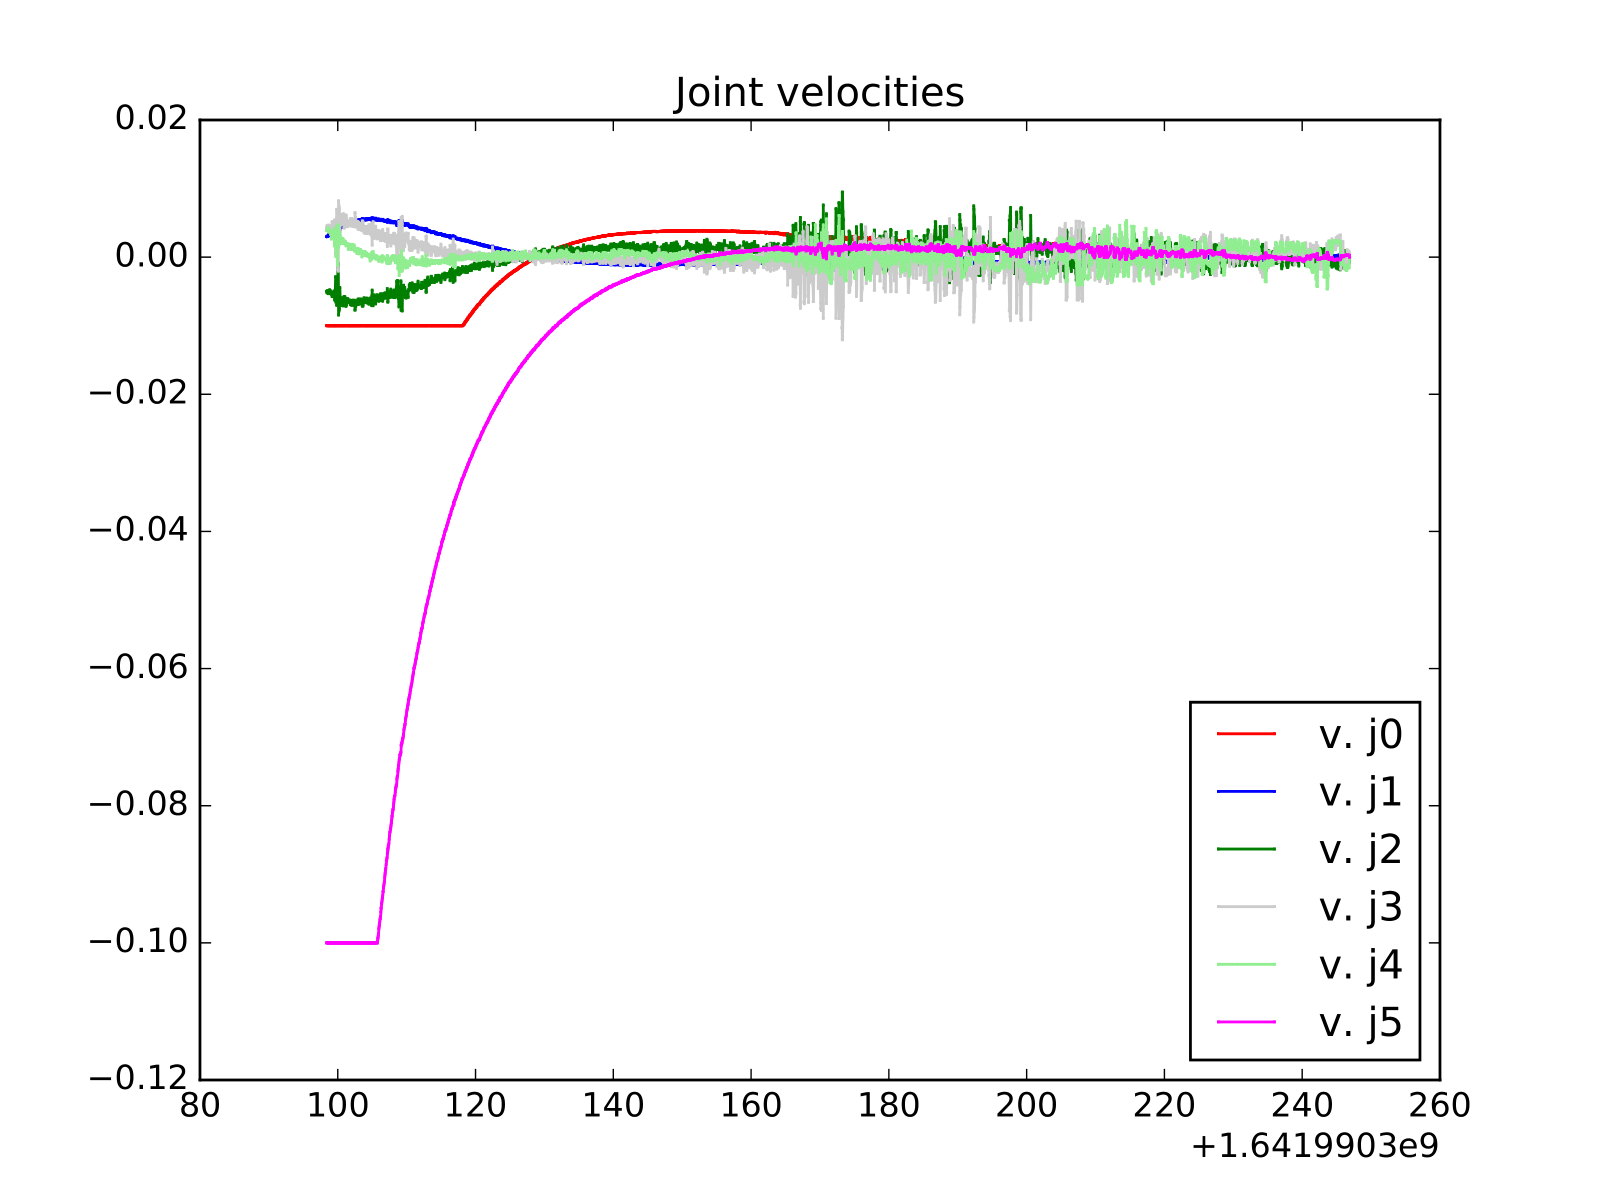 Joint velocities
0.02
0.00
−0.02
−0.04
−0.06
−0.08
−0.10
−0.12
80 100 120 140 160 180 200 220 240 260
+1.6419903e9
v. j0
v. j1
v. j2
v. j3
v. j4
v. j5